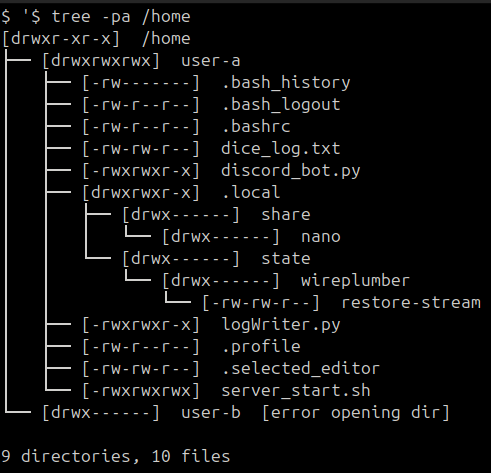 $ '$ tree -pa /home
[drwxr-xr-x]  /home
├── [drwxrwxrwx]  user-a
│   ├── [-rw-------]  .bash_history
│   ├── [-rw-r--r--]  .bash_logout
│   ├── [-rw-r--r--]  .bashrc
│   ├── [-rw-rw-r--]  dice_log.txt
│   ├── [-rwxrwxr-x]  discord_bot.py
│   ├── [drwxrwxr-x]  .local
│   │   ├── [drwx------]  share
│   │   │   └── [drwx------]  nano
│   │   └── [drwx------]  state
│   │       └── [drwx------]  wireplumber
│   │           └── [-rw-rw-r--]  restore-stream
│   ├── [-rwxrwxr-x]  logWriter.py
│   ├── [-rw-r--r--]  .profile
│   ├── [-rw-rw-r--]  .selected_editor
│   └── [-rwxrwxrwx]  server_start.sh
└── [drwx------]  user-b  [error opening dir]
9 directories, 10 files